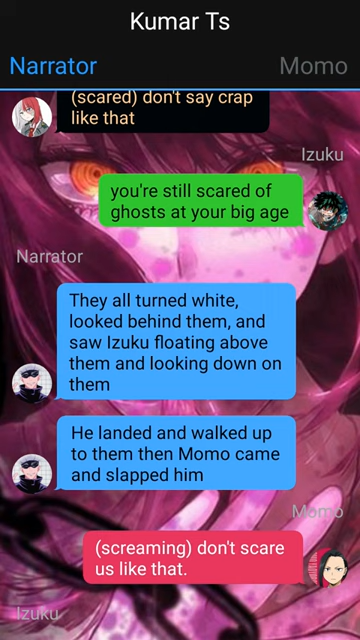 Kumar Ts
Narrator
Momo
(scared) don't say crap
like that
Izuku
you're still scared of
ghosts at your big age
Narrator
They all turned white,
looked behind them, and
saw Izuku floating above
them and looking down on
them
He landed and walked up
to them then Momo came
and slapped him
Momo
(screaming) don't scare
us like that.
Izuku